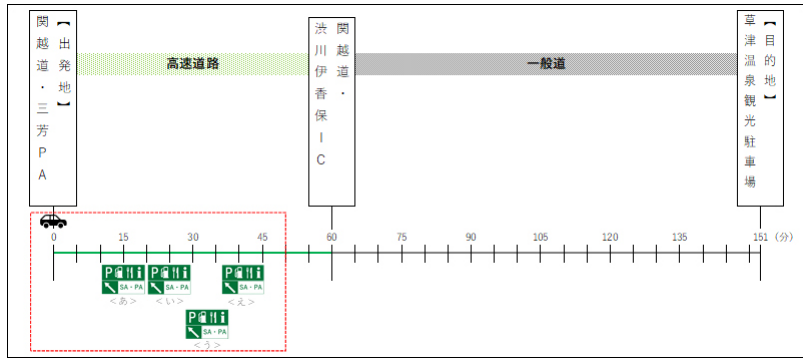 【出発地】
関越道・三芳PA
高速道路
関越道・
渋川伊香保IC
一般道
【目的地】
草津温泉観光駐車場
0 15 30 45 60 75 90 105 120 135 151 (分)
P SA・PA
<あ>
P SA・PA
<い>
P SA・PA
<え>
P SA・PA
<う>